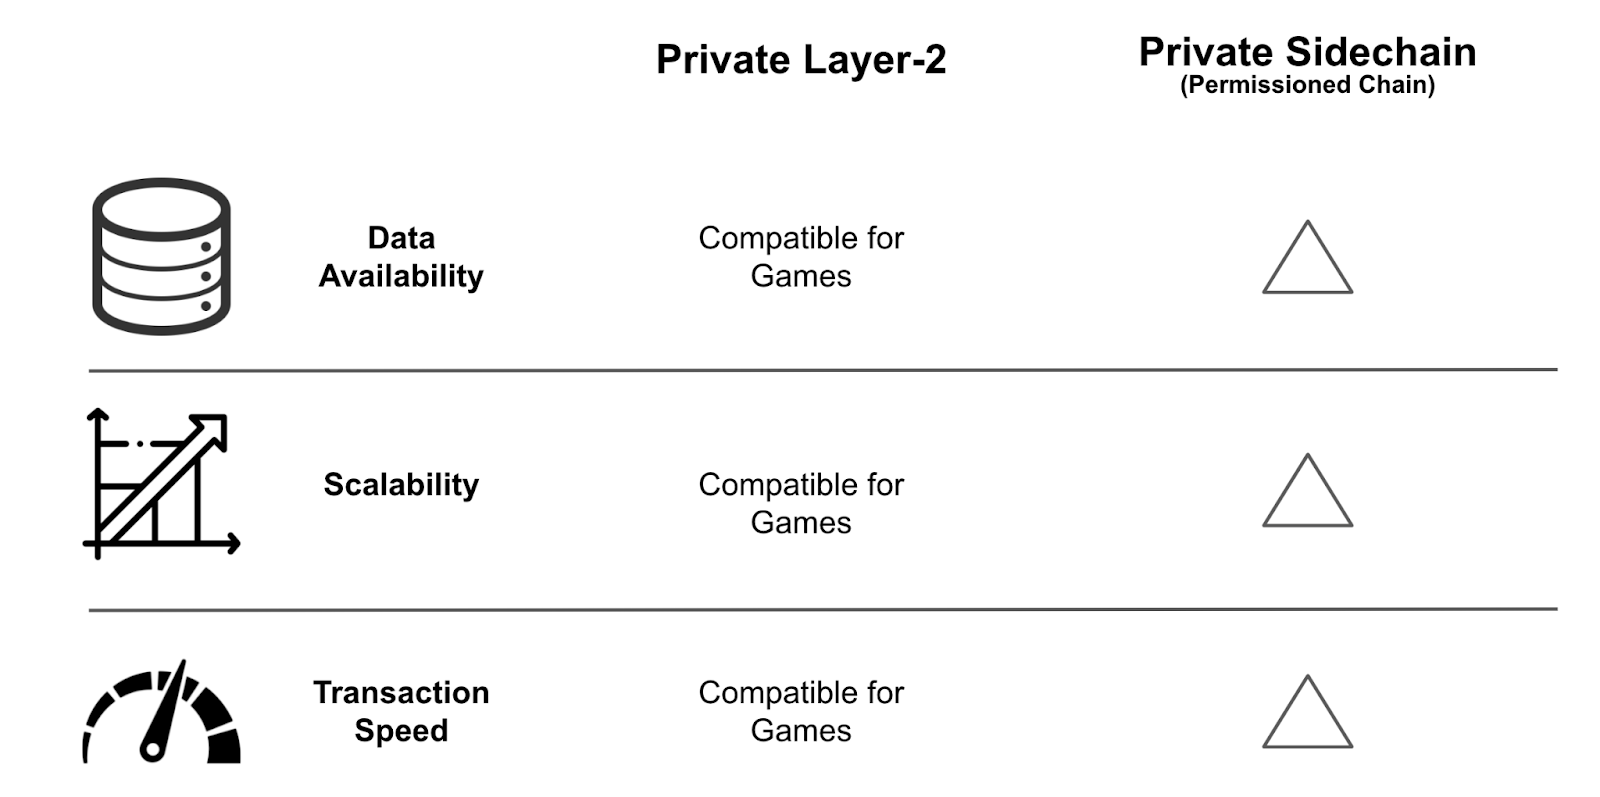 Private Layer-2
Private Sidechain
(Permissioned Chain)
Data
Availability
Compatible for
Games
Scalability
Compatible for
Games
Transaction
Speed
Compatible for
Games